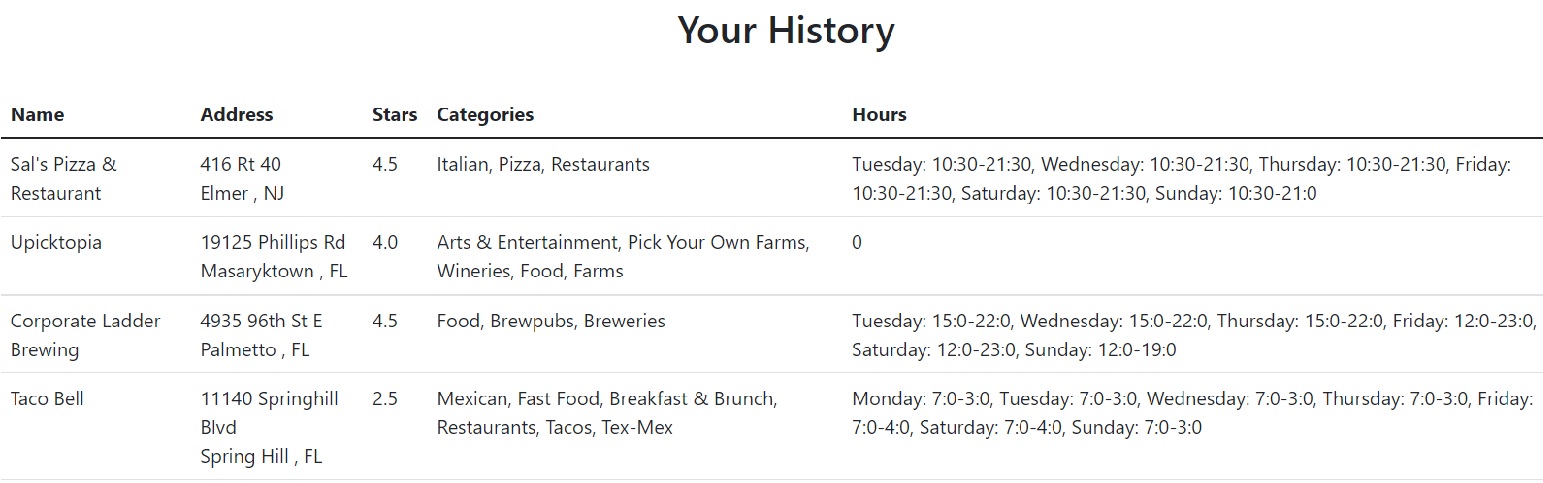 Your History
Name Address Stars Categories Hours
Sal's Pizza & 416 Rt 40 4.5 Italian, Pizza, Restaurants Tuesday: 10:30-21:30, Wednesday: 10:30-21:30, Thursday: 10:30-21:30, Friday:
Restaurant Elmer , NJ 10:30-21:30, Saturday: 10:30-21:30, Sunday: 10:30-21:0
Upicktopia 19125 Phillips Rd 4.0 Arts & Entertainment, Pick Your Own Farms, 0
Masaryktown , FL Wineries, Food, Farms
Corporate Ladder 4935 96th St E 4.5 Food, Brewpubs, Breweries Tuesday: 15:0-22:0, Wednesday: 15:0-22:0, Thursday: 15:0-22:0, Friday: 12:0-23:0,
Brewing Palmetto , FL Saturday: 12:0-23:0, Sunday: 12:0-19:0
Taco Bell 11140 Springhill 2.5 Mexican, Fast Food, Breakfast & Brunch, Monday: 7:0-3:0, Tuesday: 7:0-3:0, Wednesday: 7:0-3:0, Thursday: 7:0-3:0, Friday:
Blvd Restaurants, Tacos, Tex-Mex 7:0-4:0, Saturday: 7:0-4:0, Sunday: 7:0-3:0
Spring Hill , FL